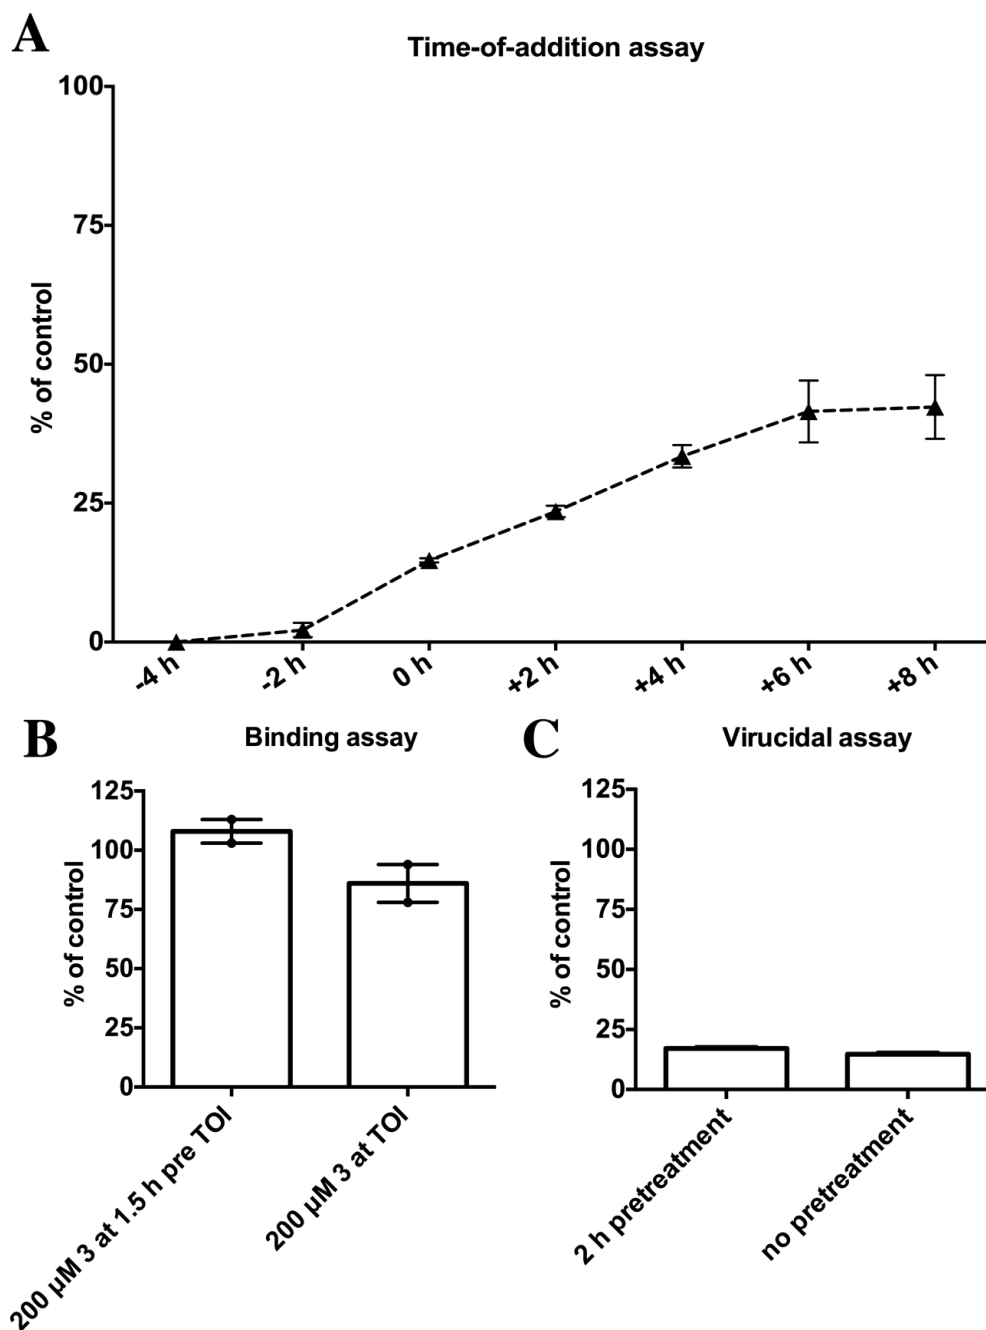 A
Time-of-addition assay
100
75
50
25
0
% of control
-4 h
-2 h
0 h
+2 h
+4 h
+6 h
+8 h
B
Binding assay
125
100
75
50
25
0
% of control
200 µM 3 at 1.5 h pre TOI
200 µM 3 at TOI
C
Virucidal assay
125
100
75
50
25
0
% of control
2 h pretreatment
no pretreatment